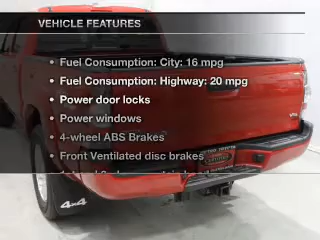 VEHICLE FEATURES
• Fuel Consumption: City: 16 mpg
• Fuel Consumption: Highway: 20 mpg
• Power door locks
• Power windows
• 4-wheel ABS Brakes
• Front Ventilated disc brakes
4x4